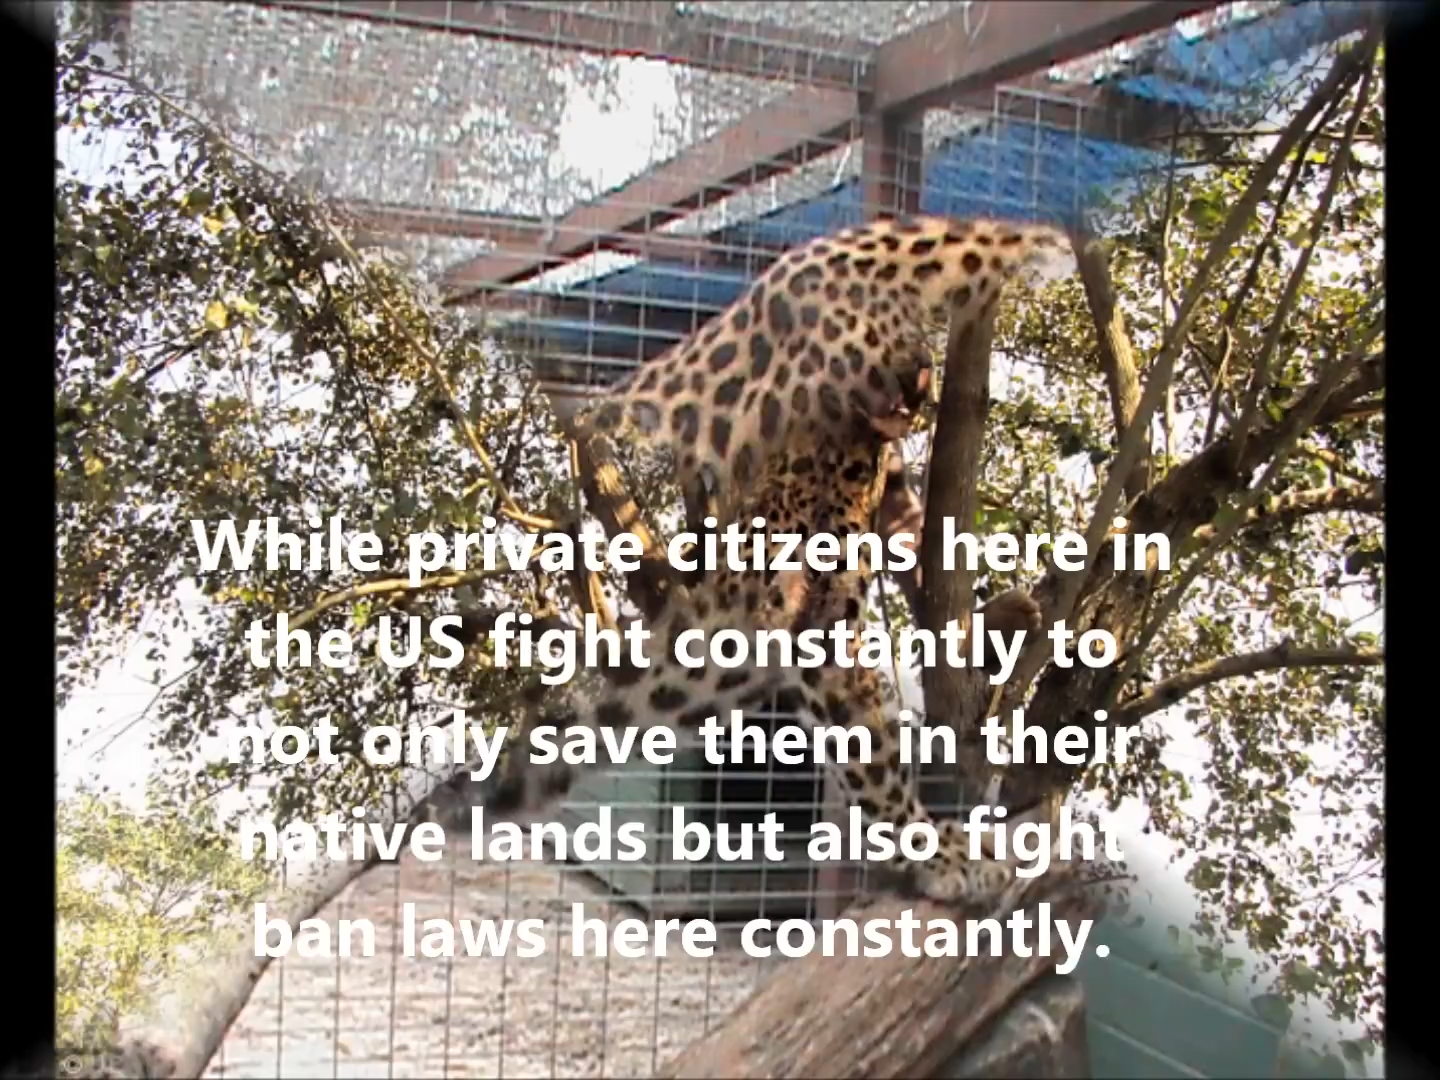 While private citizens here in
the US fight constantly to
not only save them in their
native lands but also fight
ban laws here constantly.